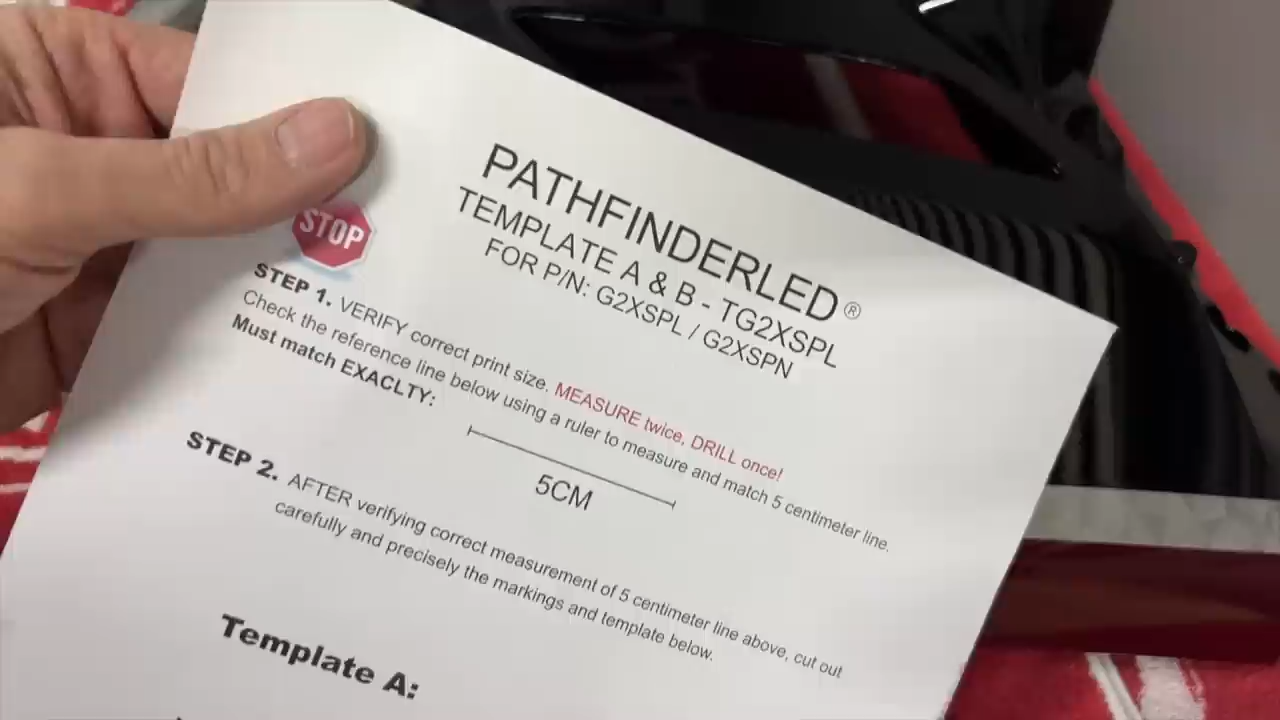 PATHFINDERLED®
TEMPLATE A & B - TG2XSPL
FOR P/N: G2XSPL / G2XSPN
STOP
STEP 1. VERIFY correct print size. MEASURE twice, DRILL once!
Check the reference line below using a ruler to measure and match 5 centimeter line.
Must match EXACLTY:
5CM
STEP 2. AFTER verifying correct measurement of 5 centimeter line above, cut out
carefully and precisely the markings and template below.
Template A: